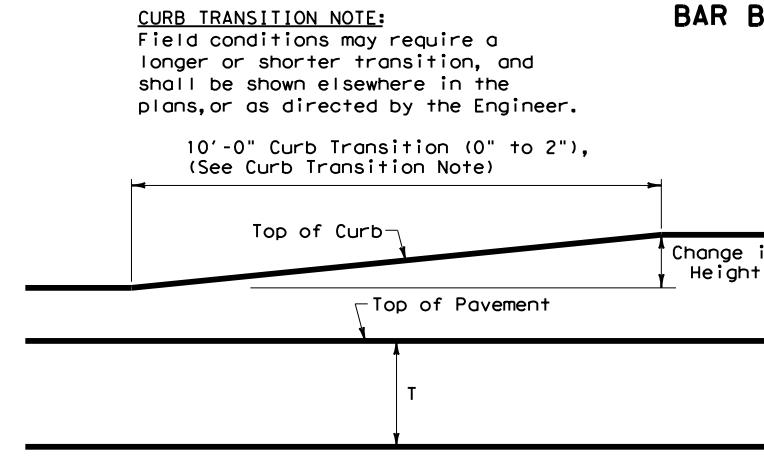 CURB TRANSITION NOTE:
Field conditions may require a
longer or shorter transition, and
shall be shown elsewhere in the
plans,or as directed by the Engineer.
BAR B
10'-0" Curb Transition (0" to 2"),
(See Curb Transition Note)
Top of Curb
Change i
Height
Top of Pavement
T